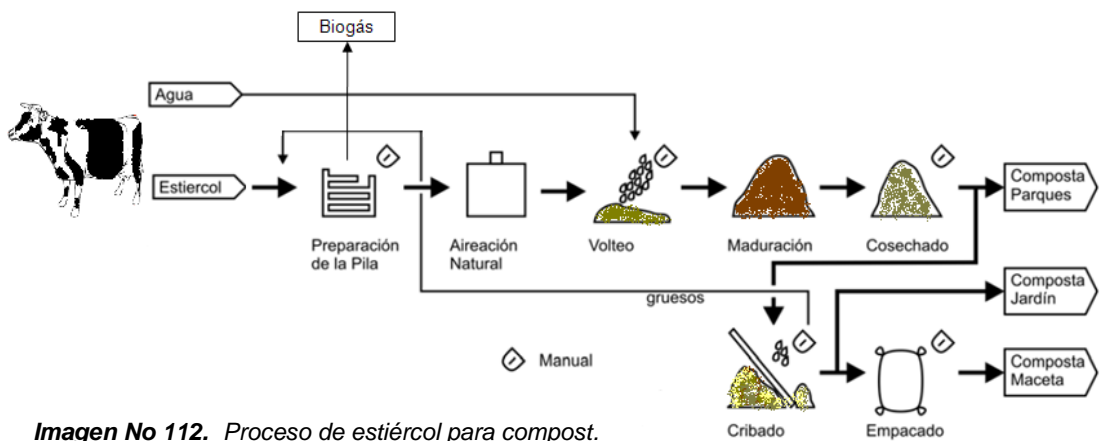 Biogás
Agua
Estiercol
Preparación
de la Pila
Aireación
Natural
Volteo
Maduración
Cosechado
Composta
Parques
gruesos
Composta
Jardín
Manual
Composta
Maceta
Cribado
Empacado
Imagen No 112. Proceso de estiércol para compost.